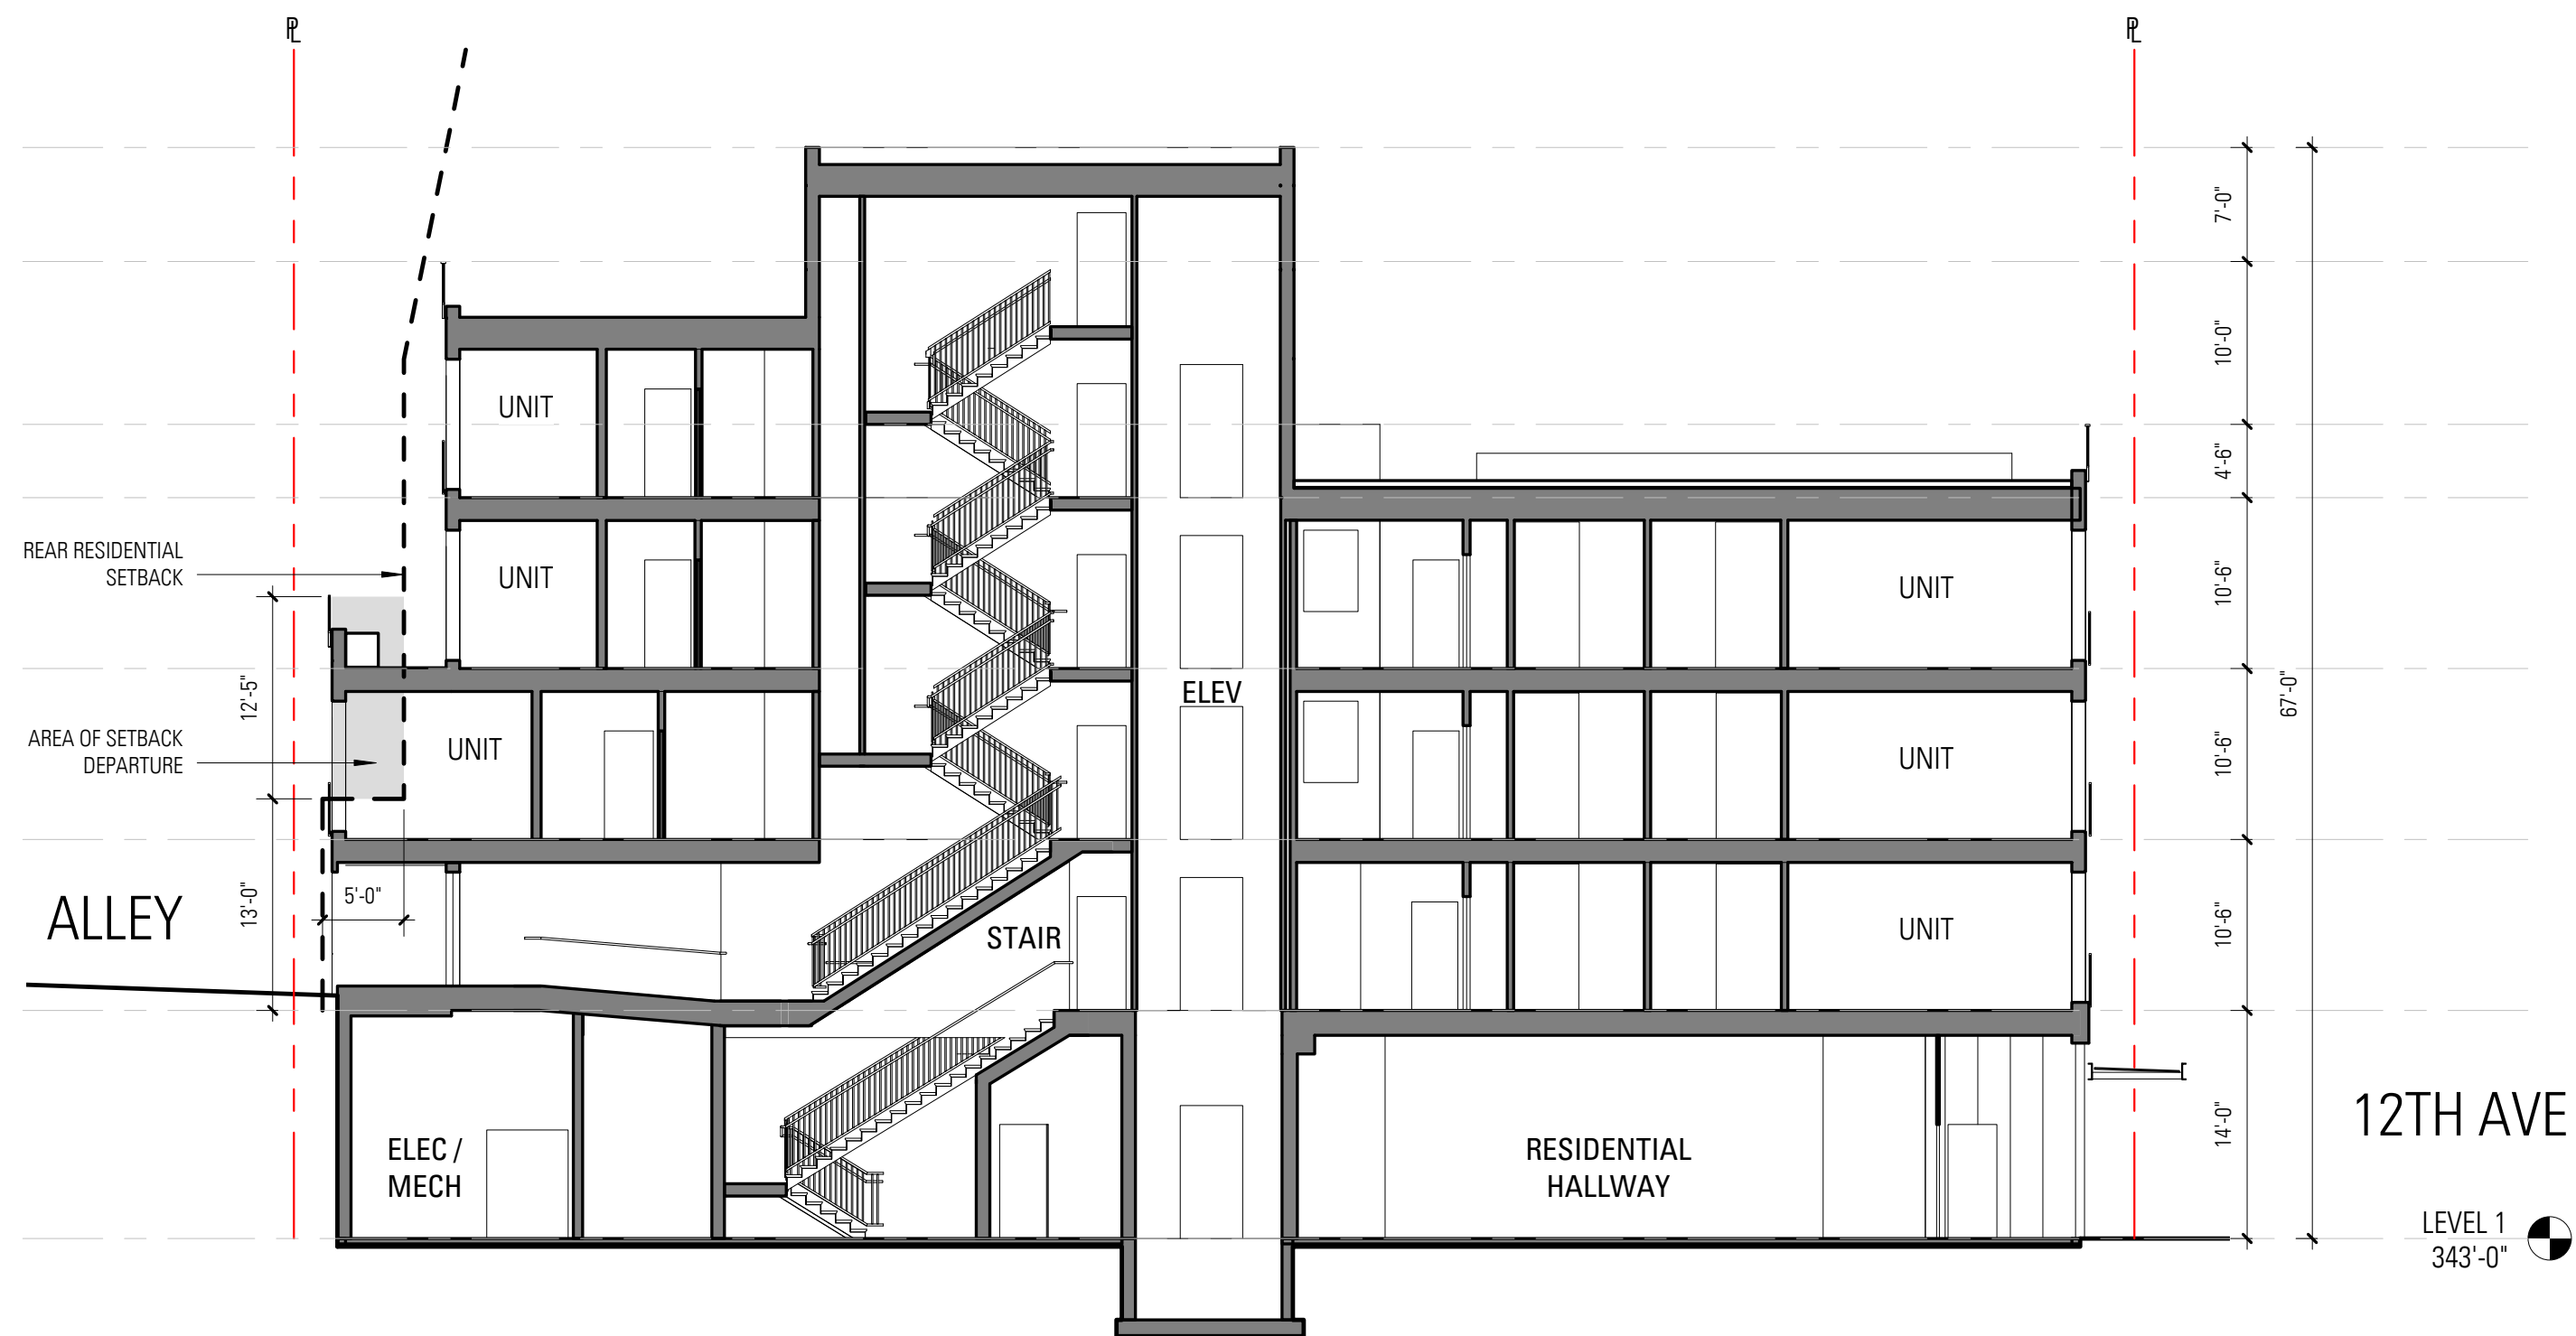 PL
PL
7'-0"
10'-0"
4'-6"
10'-6"
10'-6"
10'-6"
14'-0"
67'-0"
UNIT
UNIT
UNIT
REAR RESIDENTIAL
SETBACK
AREA OF SETBACK
DEPARTURE
12'-5"
13'-0"
5'-0"
ALLEY
ELEV
STAIR
UNIT
UNIT
UNIT
ELEC /
MECH
RESIDENTIAL
HALLWAY
12TH AVE
LEVEL 1
343'-0"